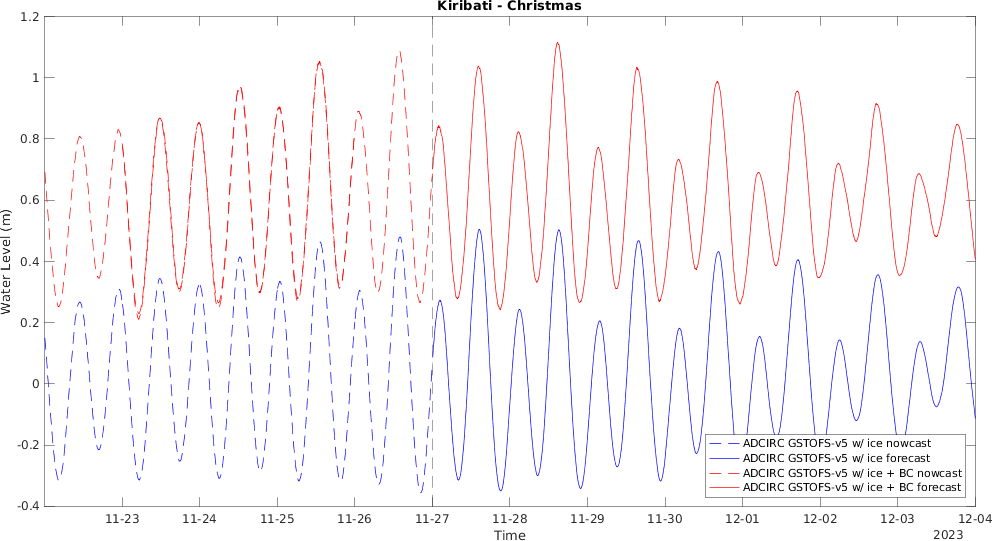 Kiribati - Christmas
1.2
1
0.8
0.6
0.4
0.2
0
-0.2
-0.4
Water Level (m)
ADCIRC GSTOFS-v5 w/ ice nowcast
ADCIRC GSTOFS-v5 w/ ice forecast
ADCIRC GSTOFS-v5 w/ ice + BC nowcast
ADCIRC GSTOFS-v5 w/ ice + BC forecast
11-23 11-24 11-25 11-26 11-27 11-28 11-29 11-30 12-01 12-02 12-03 12-04
Time 2023